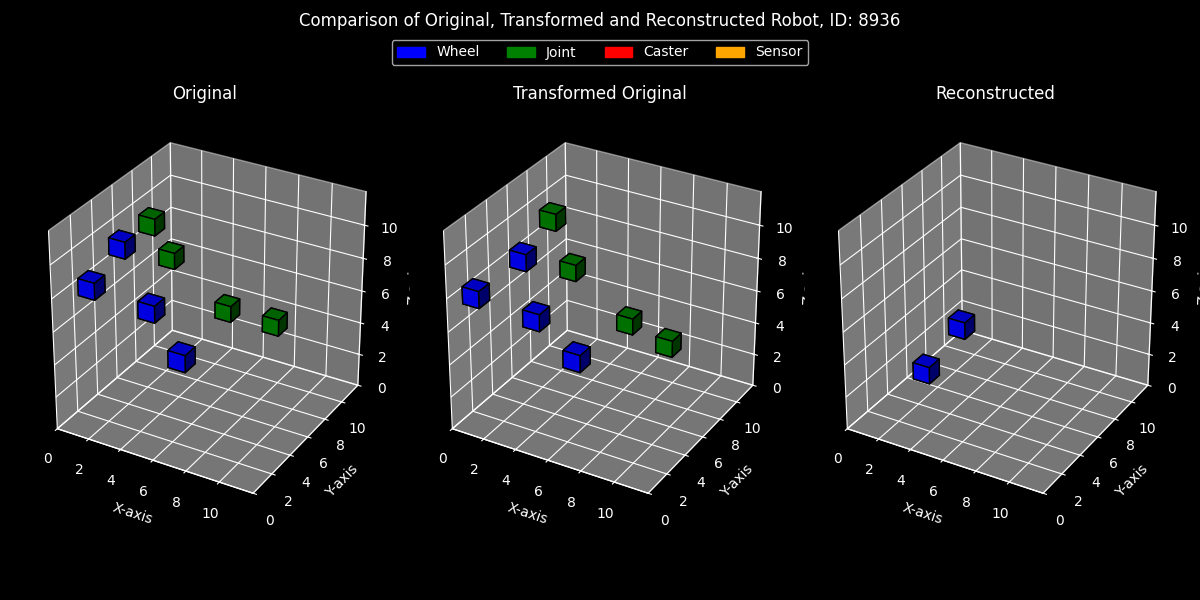 Comparison of Original, Transformed and Reconstructed Robot, ID: 8936
Wheel Joint Caster Sensor
Original Transformed Original Reconstructed
10 10 10
8 8 8
6 6 6
4 4 4
2 2 2
0 0 0
0 2 4 6 8 10 0 2 4 6 8 10 0 2 4 6 8 10
0 2 4 6 8 10 0 2 4 6 8 10 0 2 4 6 8 10
X-axis Y-axis X-axis Y-axis X-axis Y-axis